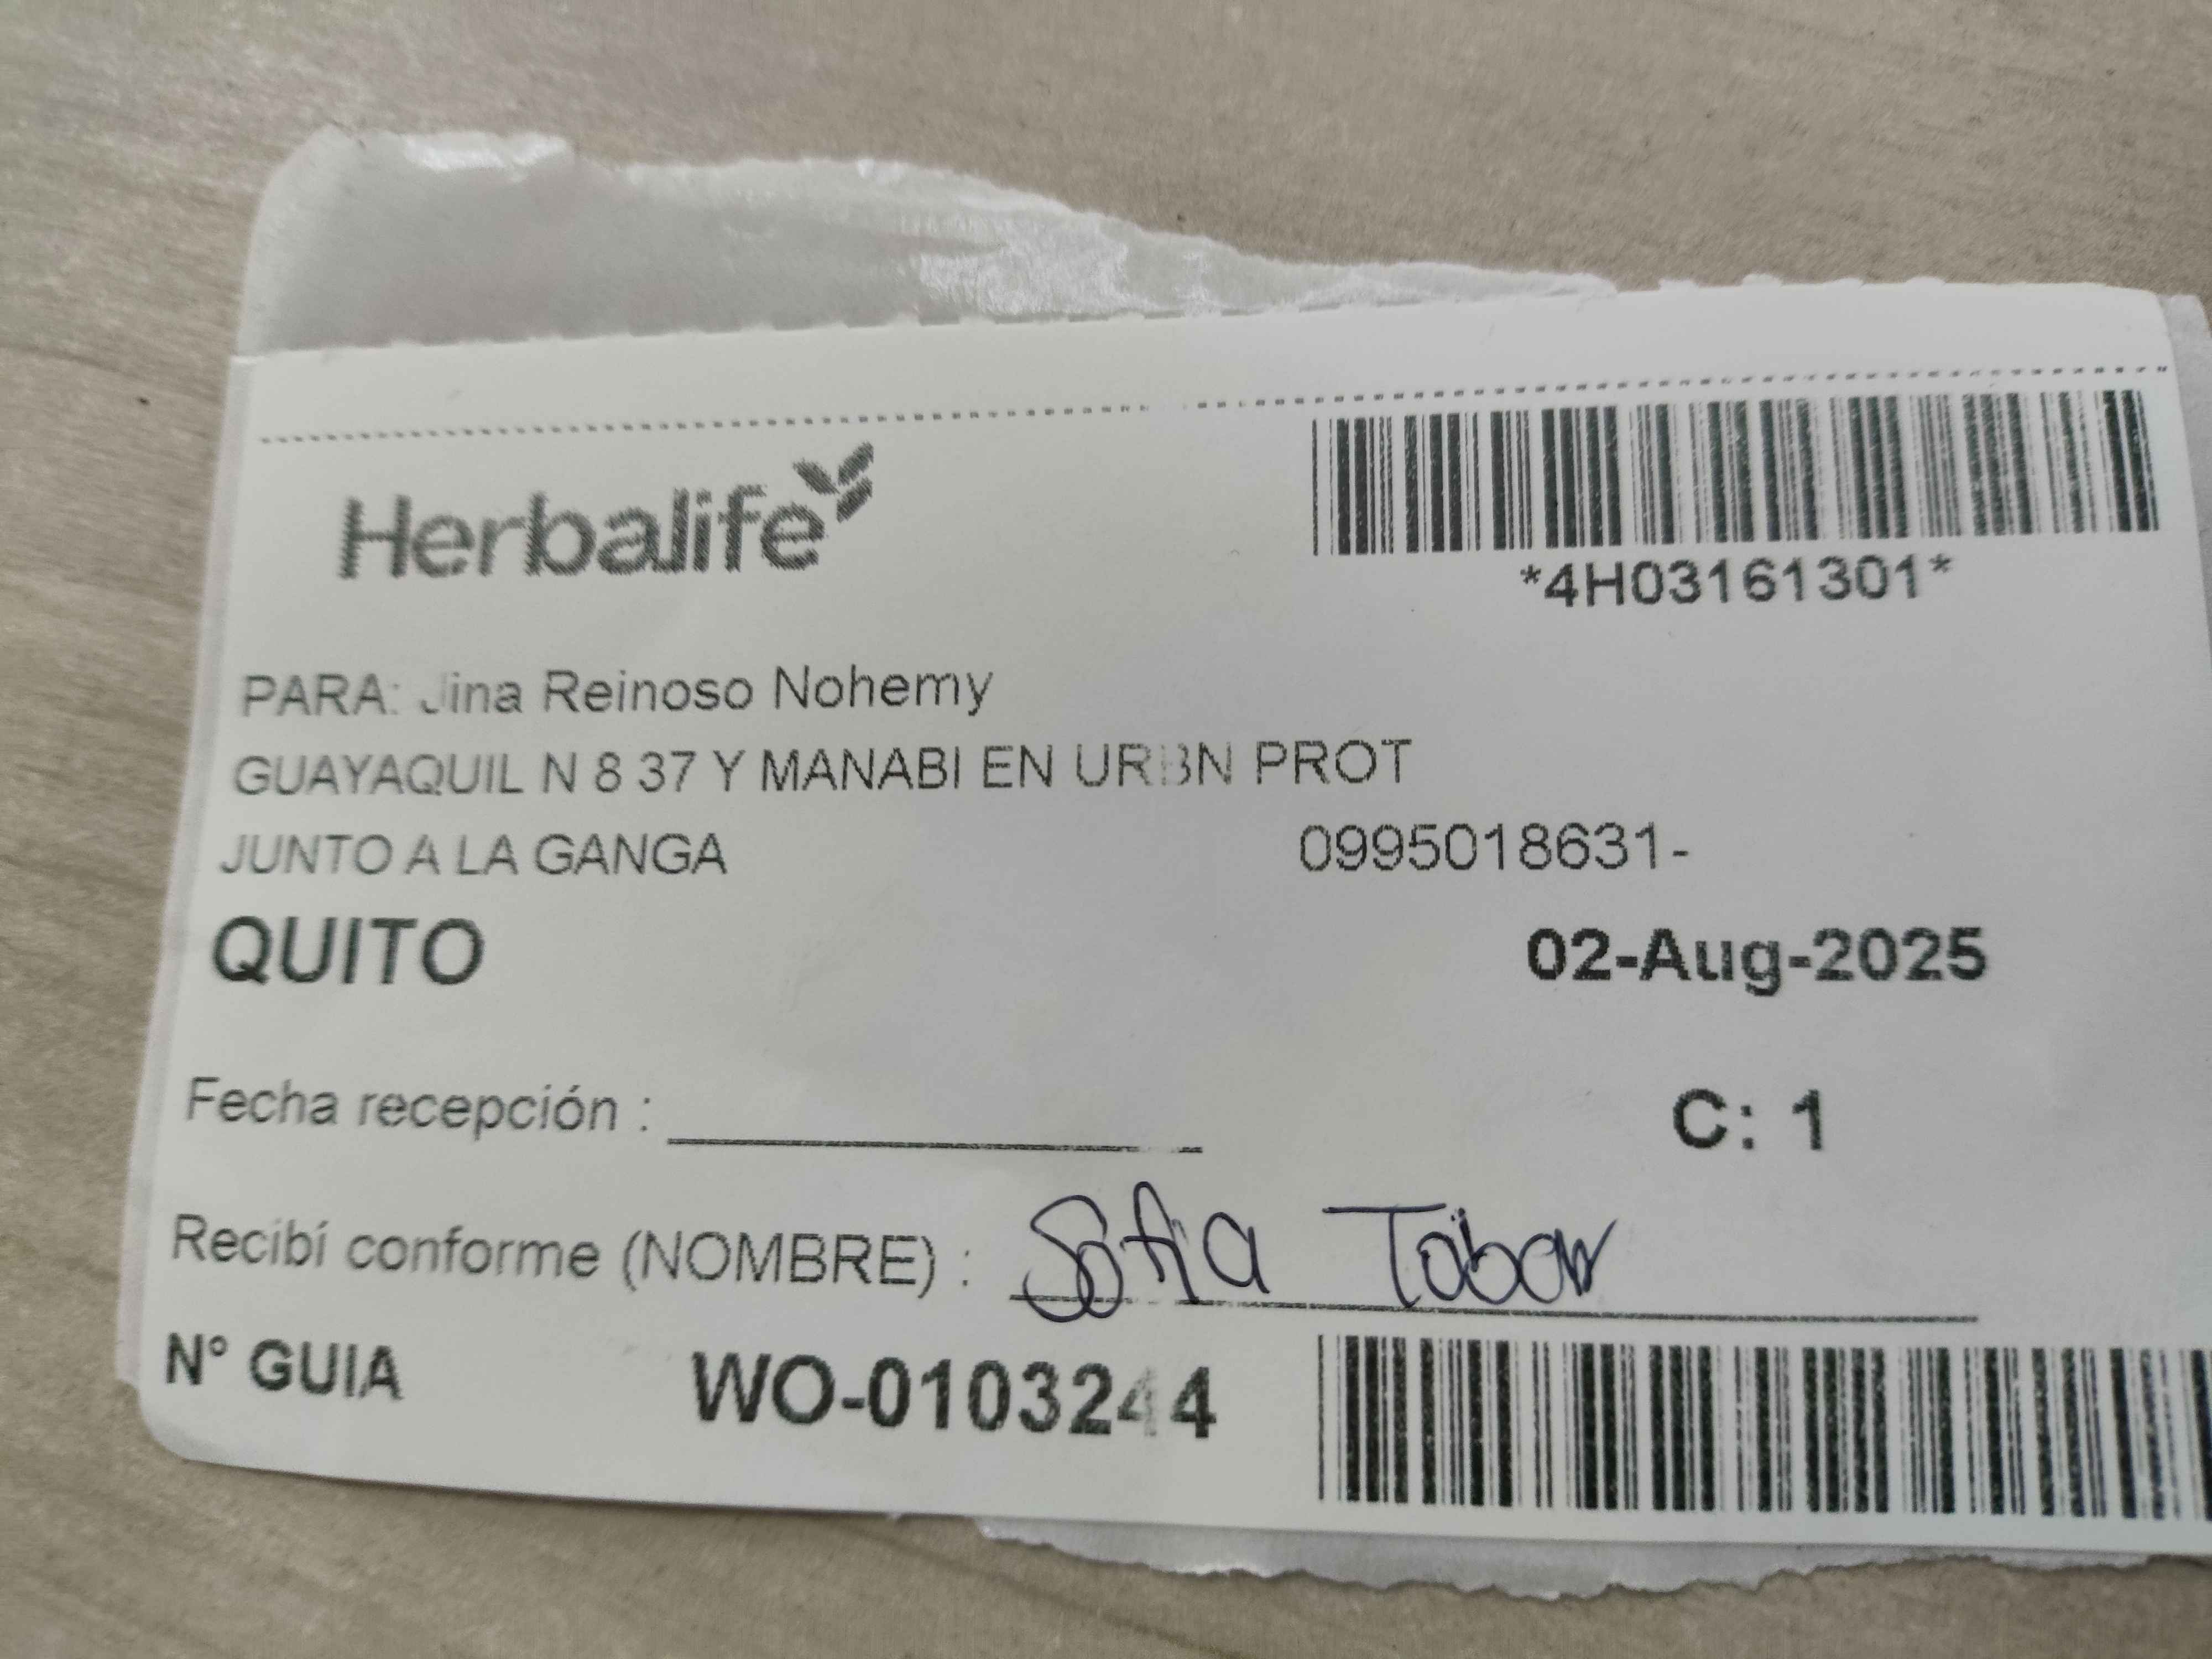 Herbalife
*4H03161301*
PARA: Jina Reinoso Nohemy
GUAYAQUIL N 8 37 Y MANABI EN URBN PROT
JUNTO A LA GANGA 0995018631-
QUITO 02-Aug-2025
Fecha recepción :
C: 1
Recibí conforme (NOMBRE) : Sofia Tobar
N° GUIA WO-0103244